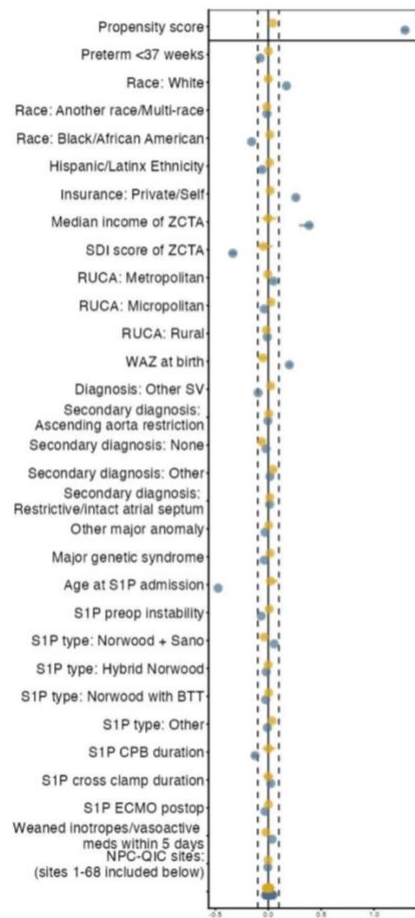 Propensity score
Preterm <37 weeks
Race: White
Race: Another race/Multi-race
Race: Black/African American
Hispanic/Latinx Ethnicity
Insurance: Private/Self
Median income of ZCTA
SDI score of ZCTA
RUCA: Metropolitan
RUCA: Micropolitan
RUCA: Rural
WAZ at birth
Diagnosis: Other SV
Secondary diagnosis:
Ascending aorta restriction
Secondary diagnosis: None
Secondary diagnosis: Other
Secondary diagnosis:
Restrictive/intact atrial septum
Other major anomaly
Major genetic syndrome
Age at S1P admission
S1P preop instability
S1P type: Norwood + Sano
S1P type: Hybrid Norwood
S1P type: Norwood with BTT
S1P type: Other
S1P CPB duration
S1P cross clamp duration
S1P ECMO postop
Weaned inotropes/vasoactive
meds within 5 days
NPC-QIC sites:
(sites 1-68 included below)
-0.5 0.0 0.5 1.0